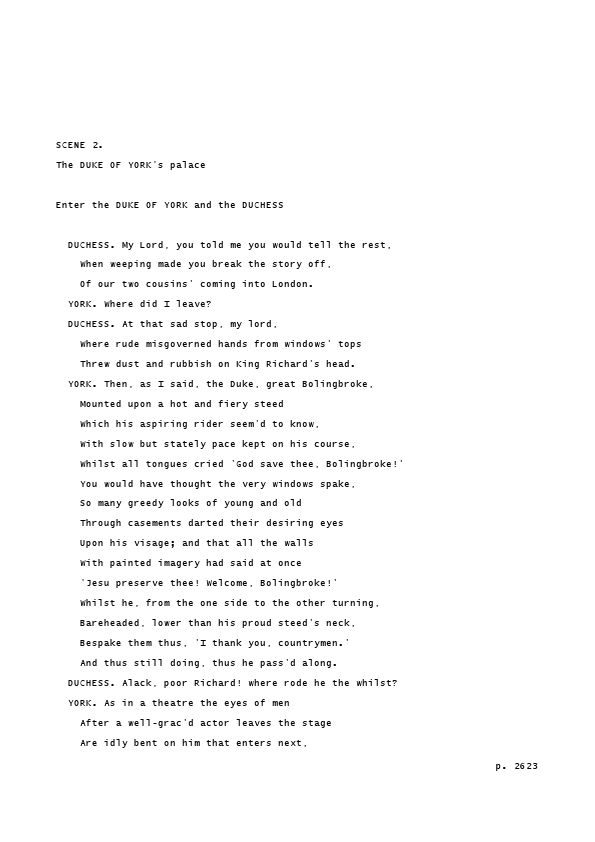 SCENE 2.
The DUKE OF YORK's palace
Enter the DUKE OF YORK and the DUCHESS
DUCHESS. My Lord, you told me you would tell the rest,
When weeping made you break the story off,
Of our two cousins' coming into London.
YORK. Where did I leave?
DUCHESS. At that sad stop, my lord,
Where rude misgoverned hands from windows' tops
Threw dust and rubbish on King Richard's head.
YORK. Then, as I said, the Duke, great Bolingbroke,
Mounted upon a hot and fiery steed
Which his aspiring rider seem'd to know,
With slow but stately pace kept on his course,
Whilst all tongues cried 'God save thee, Bolingbroke!'
You would have thought the very windows spake,
So many greedy looks of young and old
Through casements darted their desiring eyes
Upon his visage; and that all the walls
With painted imagery had said at once
'Jesu preserve thee! Welcome, Bolingbroke!'
Whilst he, from the one side to the other turning,
Bareheaded, lower than his proud steed's neck,
Bespake them thus, 'I thank you, countrymen.'
And thus still doing, thus he pass'd along.
DUCHESS. Alack, poor Richard! where rode he the whilst?
YORK. As in a theatre the eyes of men
After a well-grac'd actor leaves the stage
Are idly bent on him that enters next,
p. 2623